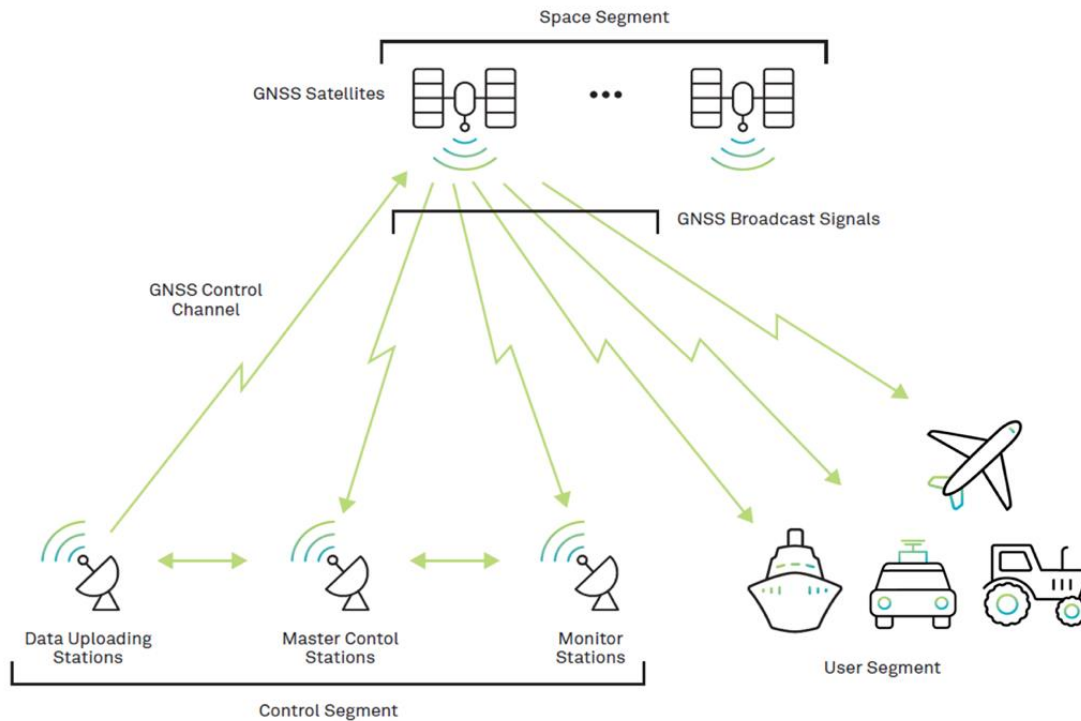 Space Segment
GNSS Satellites
GNSS Broadcast Signals
GNSS Control
Channel
Data Uploading
Stations
Master Contol
Stations
Monitor
Stations
User Segment
Control Segment